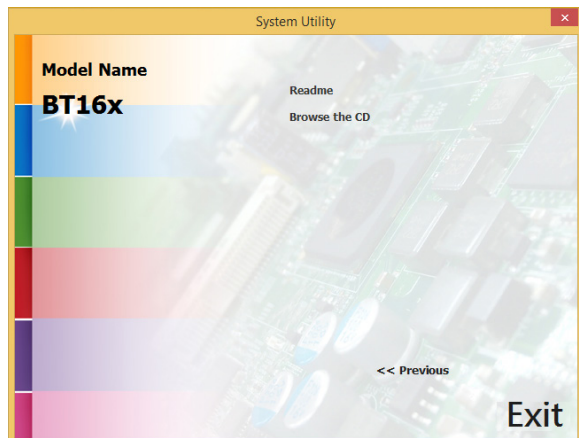 System Utility
Model Name
BT16x
Readme
Browse the CD
<< Previous
Exit